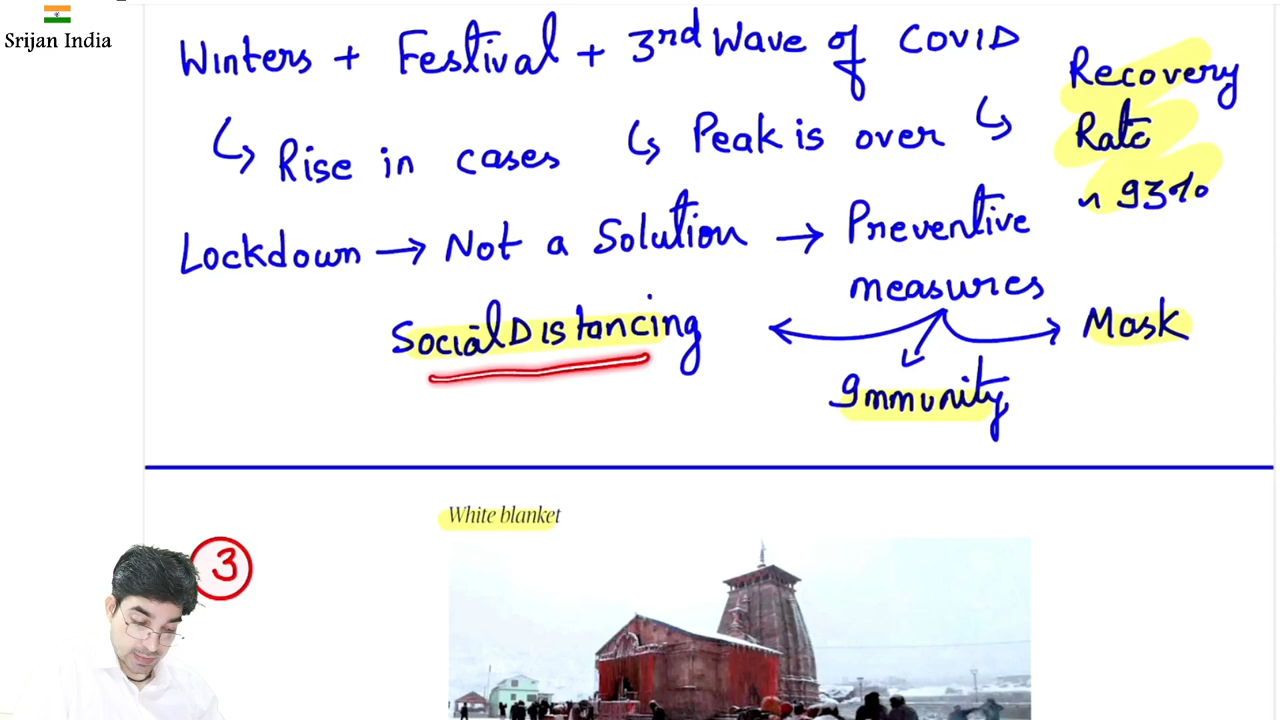 Srijan India
Winters + Festival + 3rd Wave of COVID
↳ Rise in cases ↳ Peak is over ↳ Recovery Rate ~ 93%
Lockdown → Not a Solution → Preventive measures
Social Distancing Immunity Mask
White blanket
3